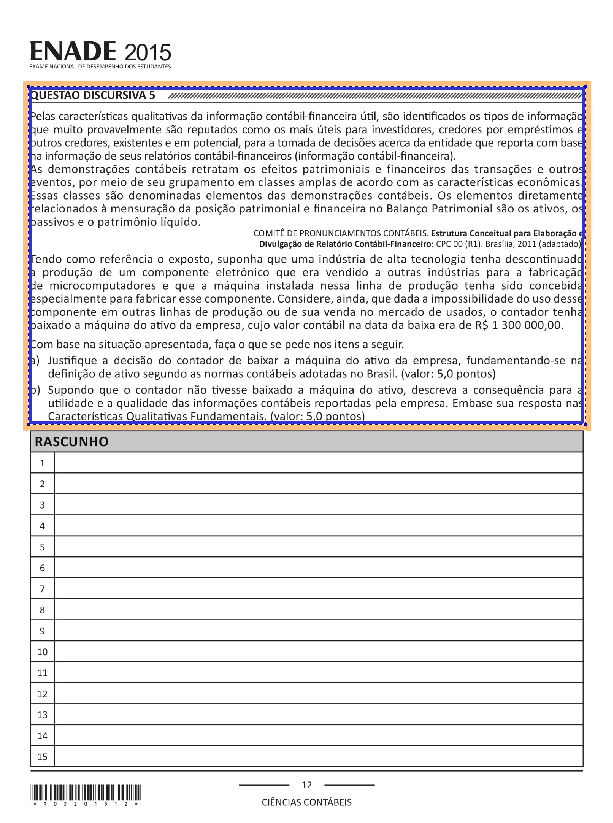 ENADE 2015
EXAME NACIONAL DE DESEMPENHO DOS ESTUDANTES
QUESTÃO DISCURSIVA 5
Pelas características qualitativas da informação contábil-financeira útil, são identificados os tipos de informação
que muito provavelmente são reputados como os mais úteis para investidores, credores por empréstimos e
outros credores, existentes e em potencial, para a tomada de decisões acerca da entidade que reporta com base
na informação de seus relatórios contábil-financeiros (informação contábil-financeira).
As demonstrações contábeis retratam os efeitos patrimoniais e financeiros das transações e outros
eventos, por meio de seu grupamento em classes amplas de acordo com as características econômicas.
Essas classes são denominadas elementos das demonstrações contábeis. Os elementos diretamente
relacionados à mensuração da posição patrimonial e financeira no Balanço Patrimonial são os ativos, os
passivos e o patrimônio líquido.
COMITÊ DE PRONUNCIAMENTOS CONTÁBEIS. Estrutura Conceitual para Elaboração e
Divulgação de Relatório Contábil-Financeiro: CPC 00 (R1). Brasília, 2011 (adaptado).
Tendo como referência o exposto, suponha que uma indústria de alta tecnologia tenha descontinuado
a produção de um componente eletrônico que era vendido a outras indústrias para a fabricação
de microcomputadores e que a máquina instalada nessa linha de produção tenha sido concebida
especialmente para fabricar esse componente. Considere, ainda, que dada a impossibilidade do uso desse
componente em outras linhas de produção ou de sua venda no mercado de usados, o contador tenha
baixado a máquina do ativo da empresa, cujo valor contábil na data da baixa era de R$ 1 300 000,00.
Com base na situação apresentada, faça o que se pede nos itens a seguir.
a) Justifique a decisão do contador de baixar a máquina do ativo da empresa, fundamentando-se na
definição de ativo segundo as normas contábeis adotadas no Brasil. (valor: 5,0 pontos)
b) Supondo que o contador não tivesse baixado a máquina do ativo, descreva a consequência para a
utilidade e a qualidade das informações contábeis reportadas pela empresa. Embase sua resposta nas
Características Qualitativas Fundamentais. (valor: 5,0 pontos)
RASCUNHO
1
2
3
4
5
6
7
8
9
10
11
12
13
14
15
12
CIÊNCIAS CONTÁBEIS